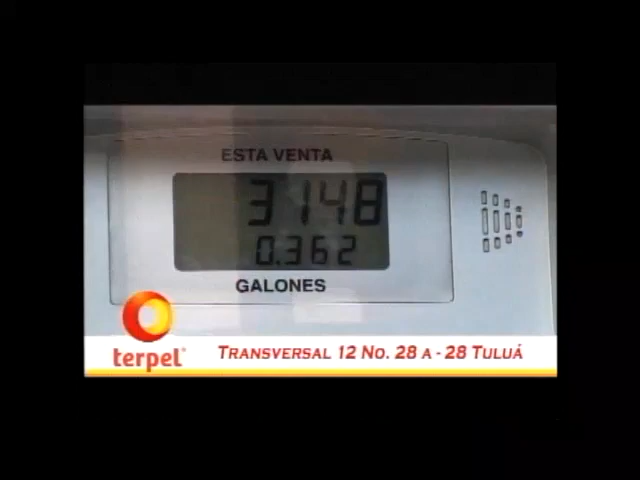 ESTA VENTA
3148
0.362
GALONES
terpel®
TRANSVERSAL 12 NO. 28 A - 28 TULUÁ